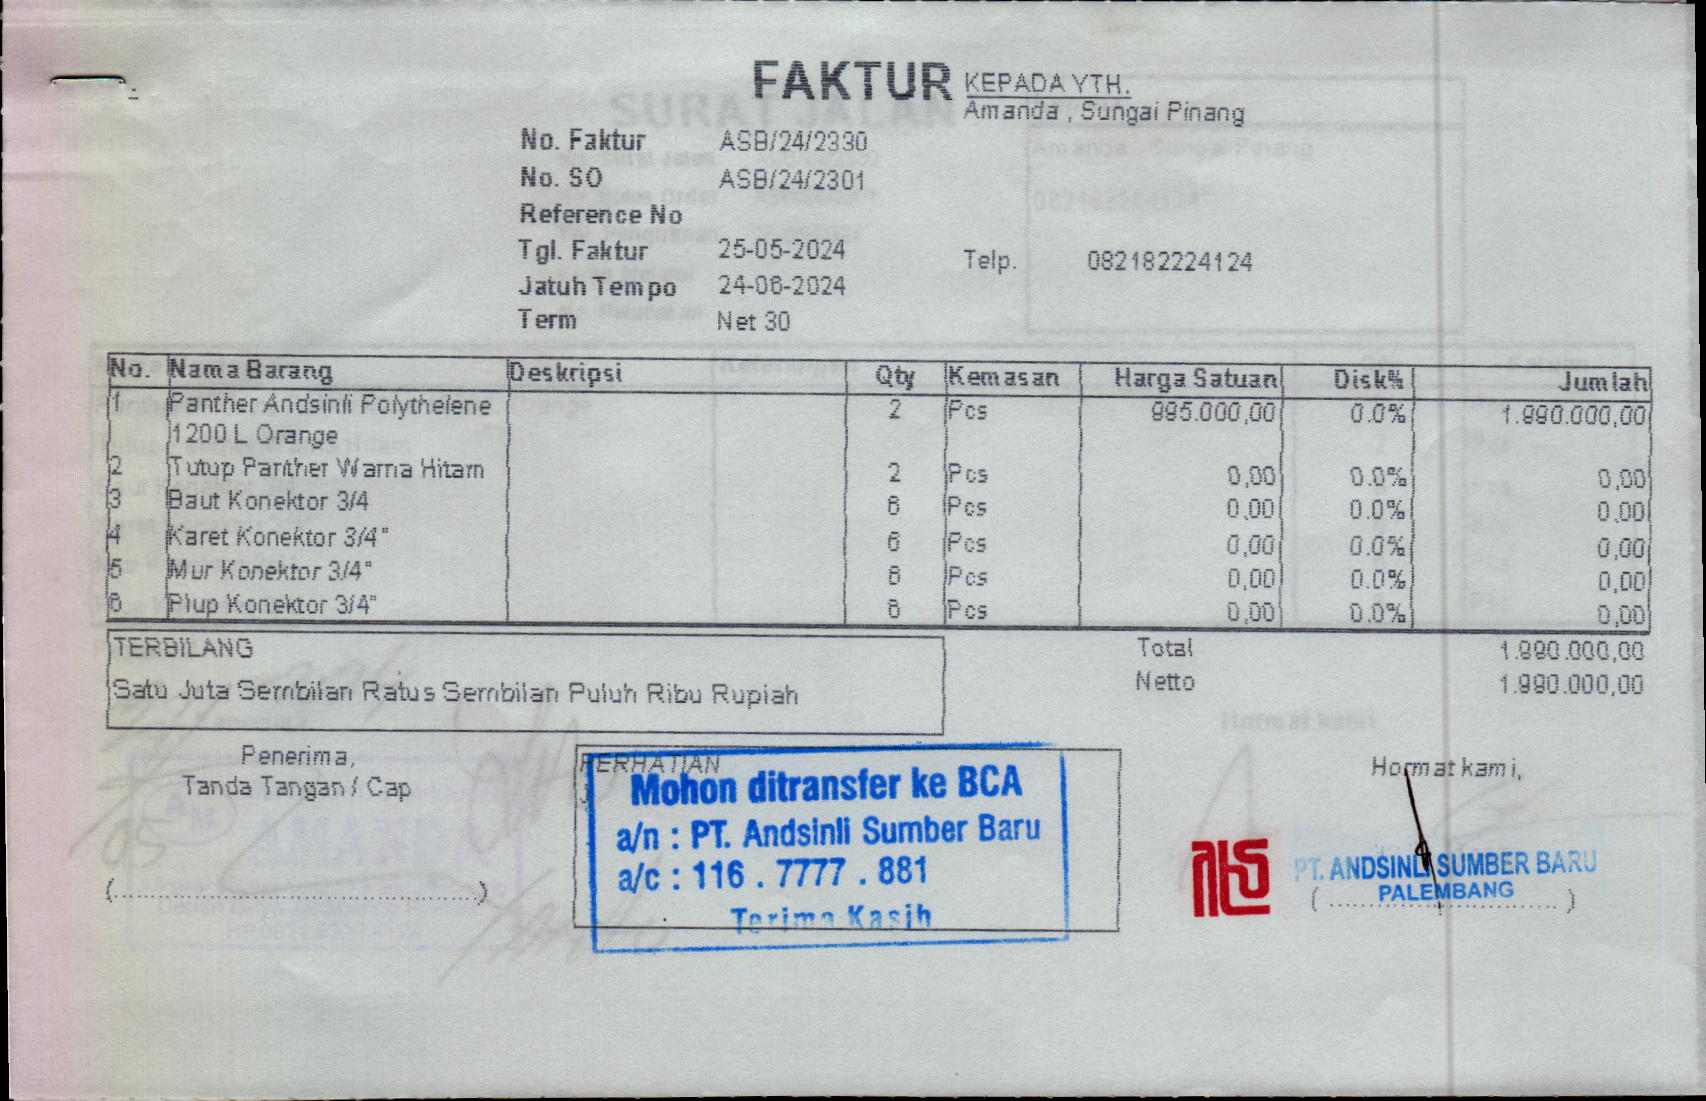 FAKTUR
KEPADA YTH.
Amanda , Sungai Pinang
No. Faktur ASB/24/2330
No. SO ASB/24/2301
Reference No
Tgl. Faktur 25-05-2024
Telp. 082182224124
Jatuh Tempo 24-06-2024
Term Net 30
No. Nama Barang Deskripsi Qty Kemasan Harga Satuan Disk% Jumlah
1 Panther Andsinli Polythelene 2 Pcs 995.000,00 0.0% 1.990.000,00
1200 L Orange
2 Tutup Panther Warna Hitam 2 Pcs 0,00 0.0% 0,00
3 Baut Konektor 3/4 6 Pcs 0,00 0.0% 0,00
4 Karet Konektor 3/4" 6 Pcs 0,00 0.0% 0,00
5 Mur Konektor 3/4" 6 Pcs 0,00 0.0% 0,00
6 Plup Konektor 3/4" 6 Pcs 0,00 0.0% 0,00
TERBILANG
Total 1.990.000,00
Satu Juta Sembilan Ratus Sembilan Puluh Ribu Rupiah
Netto 1.990.000,00
Penerima,
Tanda Tangan / Cap
PERHATIAN
Mohon ditransfer ke BCA
a/n : PT. Andsinli Sumber Baru
a/c : 116 . 7777 . 881
Terima Kasih
Hormat kami,
PT. ANDSINLI SUMBER BARU
PALEMBANG